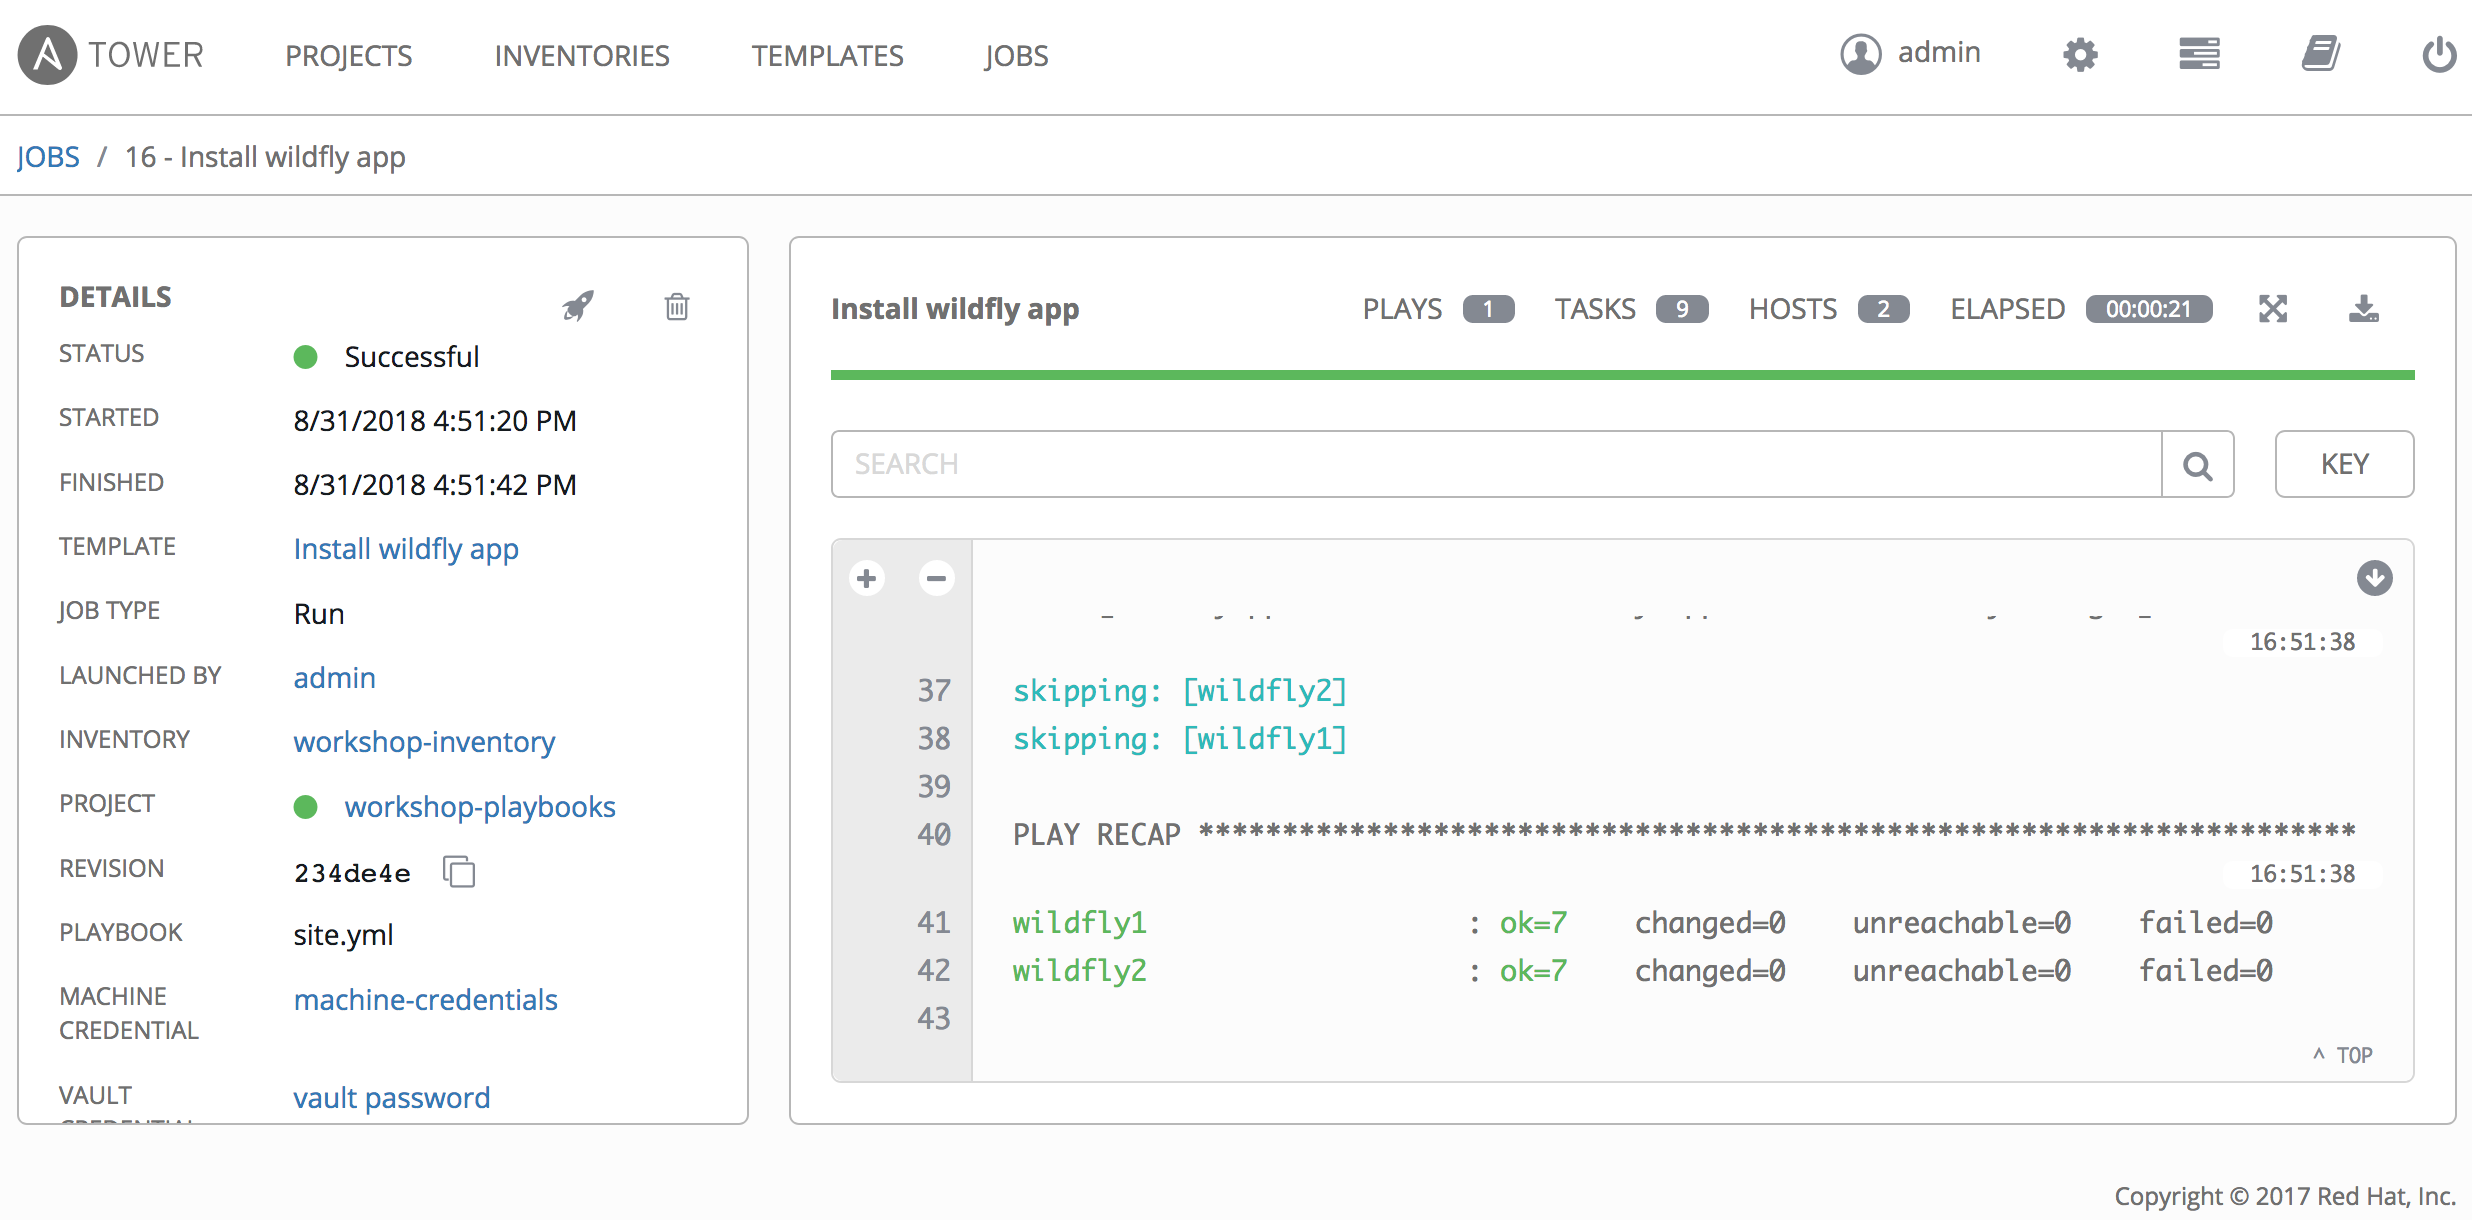 TOWER PROJECTS INVENTORIES TEMPLATES JOBS admin
JOBS / 16 - Install wildfly app
DETAILS
STATUS Successful
STARTED 8/31/2018 4:51:20 PM
FINISHED 8/31/2018 4:51:42 PM
TEMPLATE Install wildfly app
JOB TYPE Run
LAUNCHED BY admin
INVENTORY workshop-inventory
PROJECT workshop-playbooks
REVISION 234de4e
PLAYBOOK site.yml
MACHINE machine-credentials
CREDENTIAL
VAULT vault password
CREDENTIAL
Install wildfly app PLAYS 1 TASKS 9 HOSTS 2 ELAPSED 00:00:21
SEARCH KEY
16:51:38
37 skipping: [wildfly2]
38 skipping: [wildfly1]
39
40 PLAY RECAP *********************************************************************
16:51:38
41 wildfly1 : ok=7 changed=0 unreachable=0 failed=0
42 wildfly2 : ok=7 changed=0 unreachable=0 failed=0
43
^ TOP
Copyright © 2017 Red Hat, Inc.